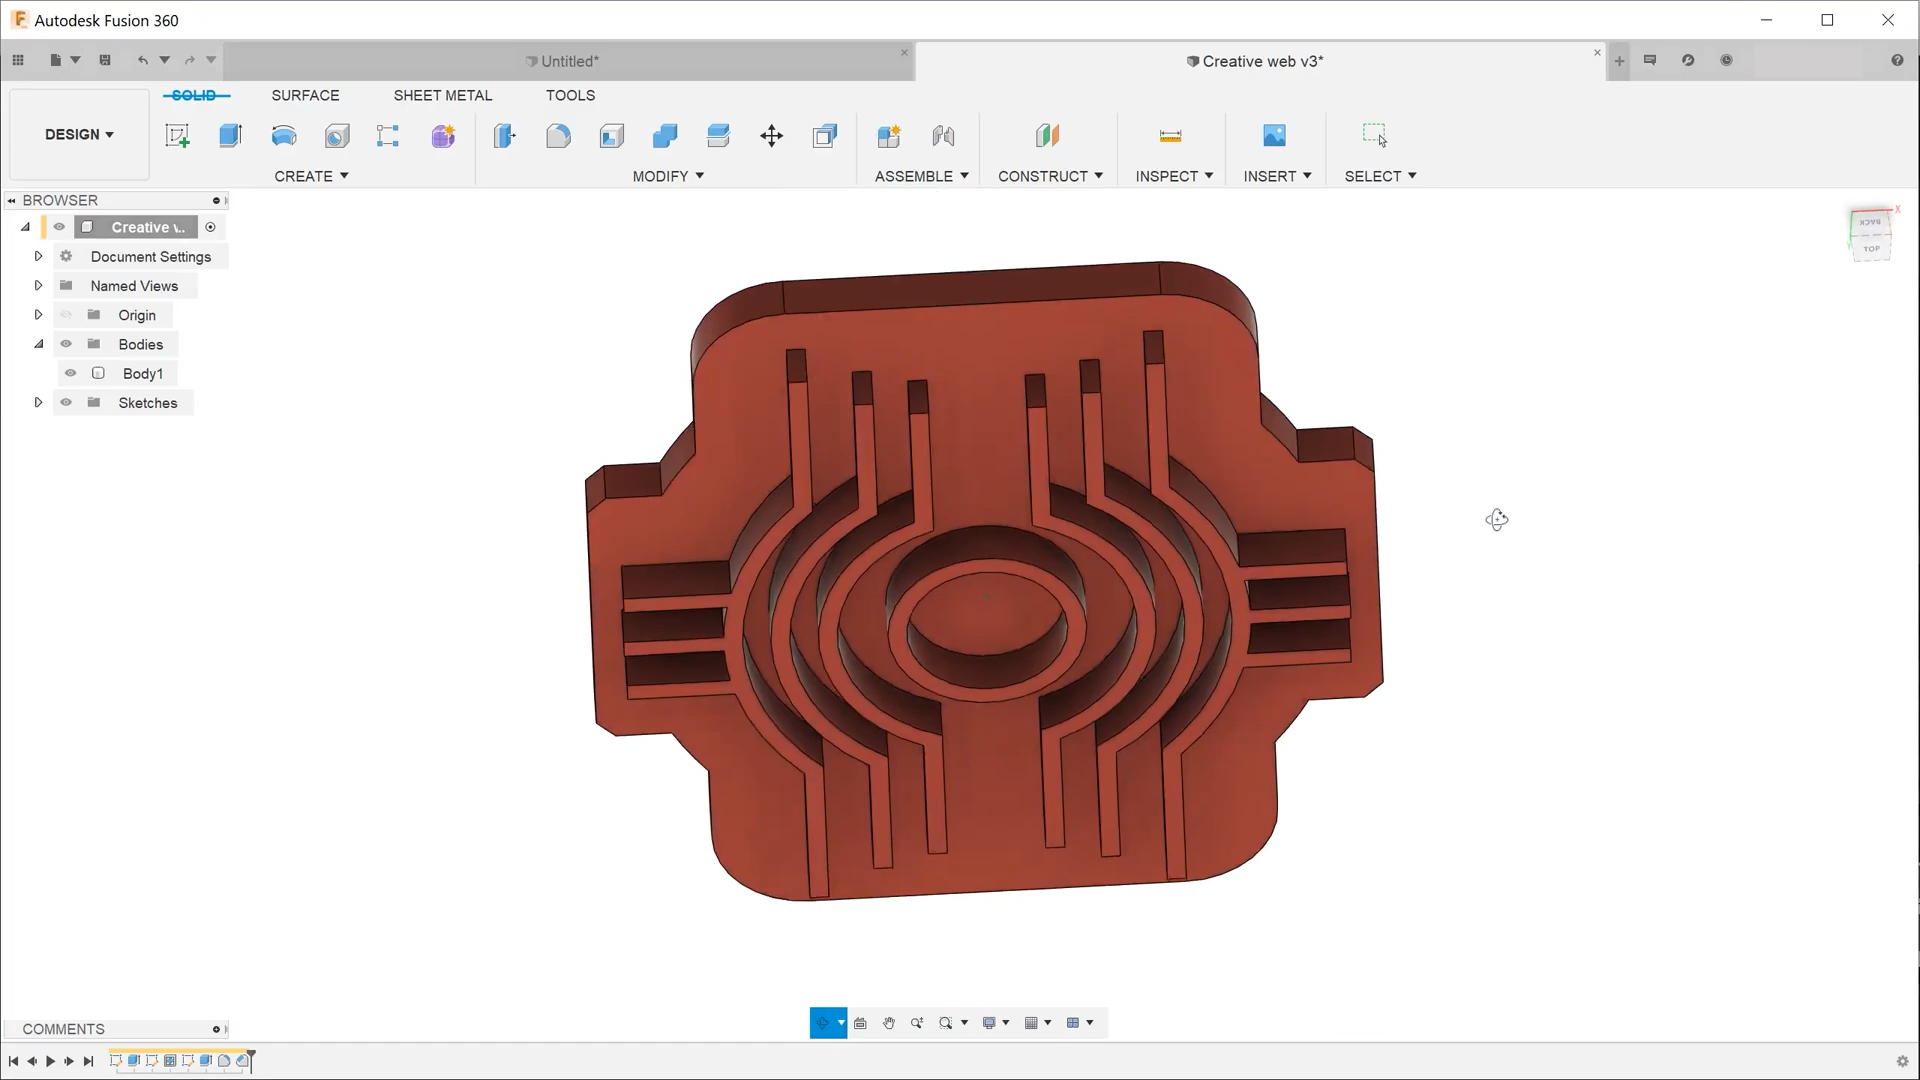 Autodesk Fusion 360
Untitled*
Creative web v3*
SOLID
SURFACE
SHEET METAL
TOOLS
DESIGN
CREATE
MODIFY
ASSEMBLE
CONSTRUCT
INSPECT
INSERT
SELECT
BROWSER
Creative \..
Document Settings
Named Views
Origin
Bodies
Body1
Sketches
X
BACK
TOP
COMMENTS